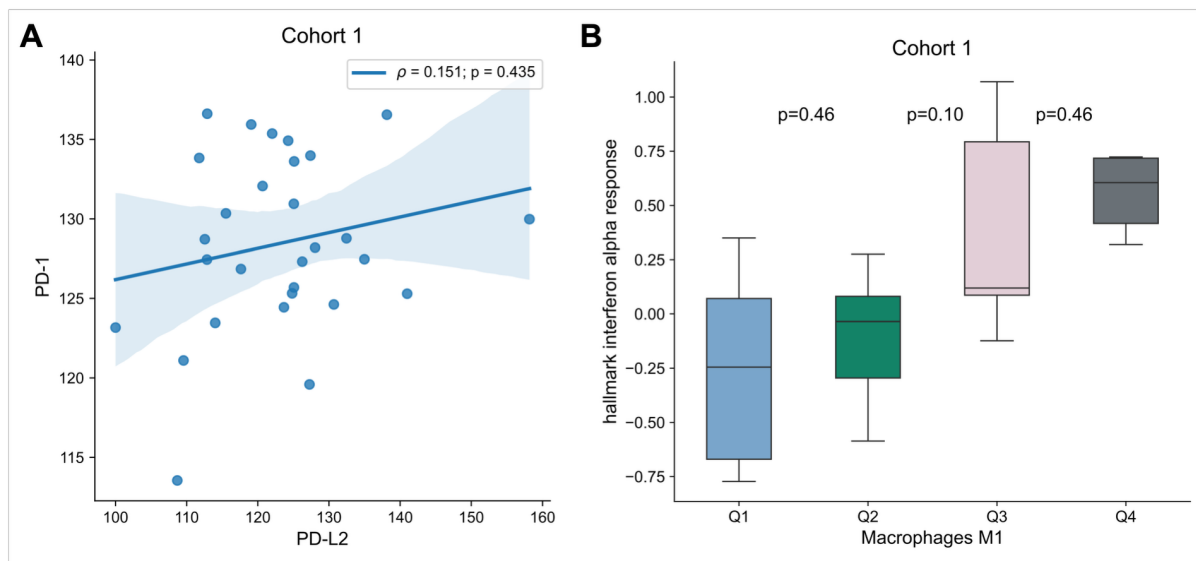 A
Cohort 1
ρ = 0.151; p = 0.435
PD-1
140
135
130
125
120
115
100 110 120 130 140 150 160
PD-L2
B
Cohort 1
p=0.46 p=0.10 p=0.46
hallmark interferon alpha response
1.00
0.75
0.50
0.25
0.00
−0.25
−0.50
−0.75
Q1 Q2 Q3 Q4
Macrophages M1